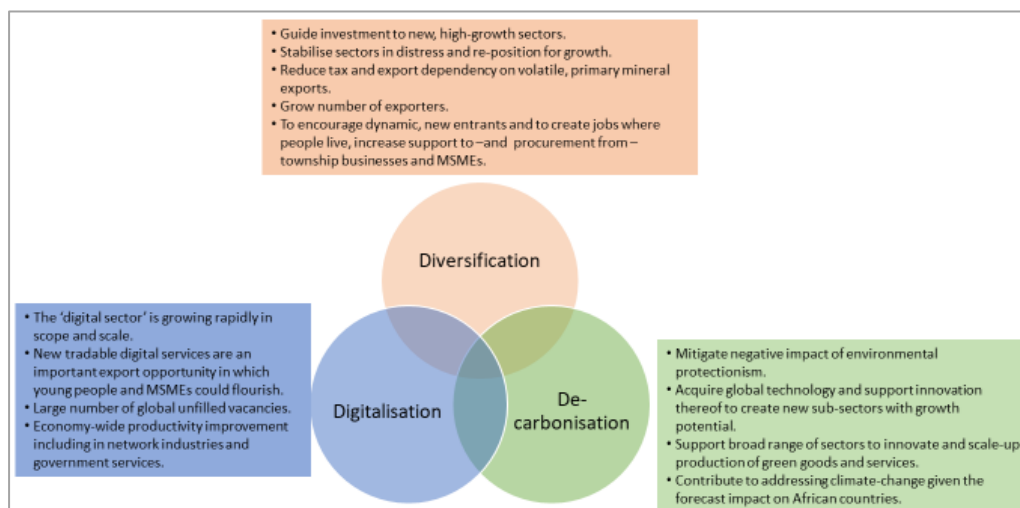 • Guide investment to new, high-growth sectors.
• Stabilise sectors in distress and re-position for growth.
• Reduce tax and export dependency on volatile, primary mineral
exports.
• Grow number of exporters.
• To encourage dynamic, new entrants and to create jobs where
people live, increase support to –and procurement from –
township businesses and MSMEs.
Diversification
• The ‘digital sector’ is growing rapidly in
scope and scale.
• New tradable digital services are an
important export opportunity in which
young people and MSMEs could flourish.
• Large number of global unfilled vacancies.
• Economy-wide productivity improvement
including in network industries and
government services.
Digitalisation
De-
carbonisation
• Mitigate negative impact of environmental
protectionism.
• Acquire global technology and support innovation
thereof to create new sub-sectors with growth
potential.
• Support broad range of sectors to innovate and scale-up
production of green goods and services.
• Contribute to addressing climate-change given the
forecast impact on African countries.